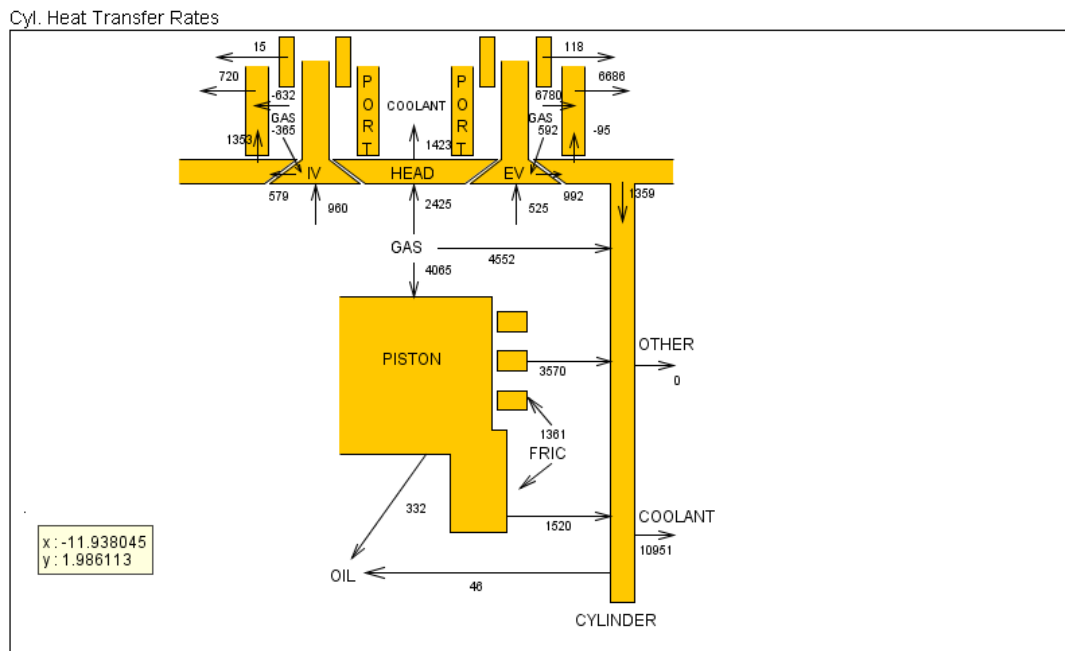 Cyl. Heat Transfer Rates
15
118
720
6686
-632
6780
GAS
-365
GAS
592
1353
-95
PORT
PORT
COOLANT
1423
IV
HEAD
EV
579
960
2425
525
992
1359
GAS
4552
4065
PISTON
OTHER
0
3570
1361
FRIC
332
1520
COOLANT
10951
x : -11.938045
y : 1.986113
OIL
46
CYLINDER